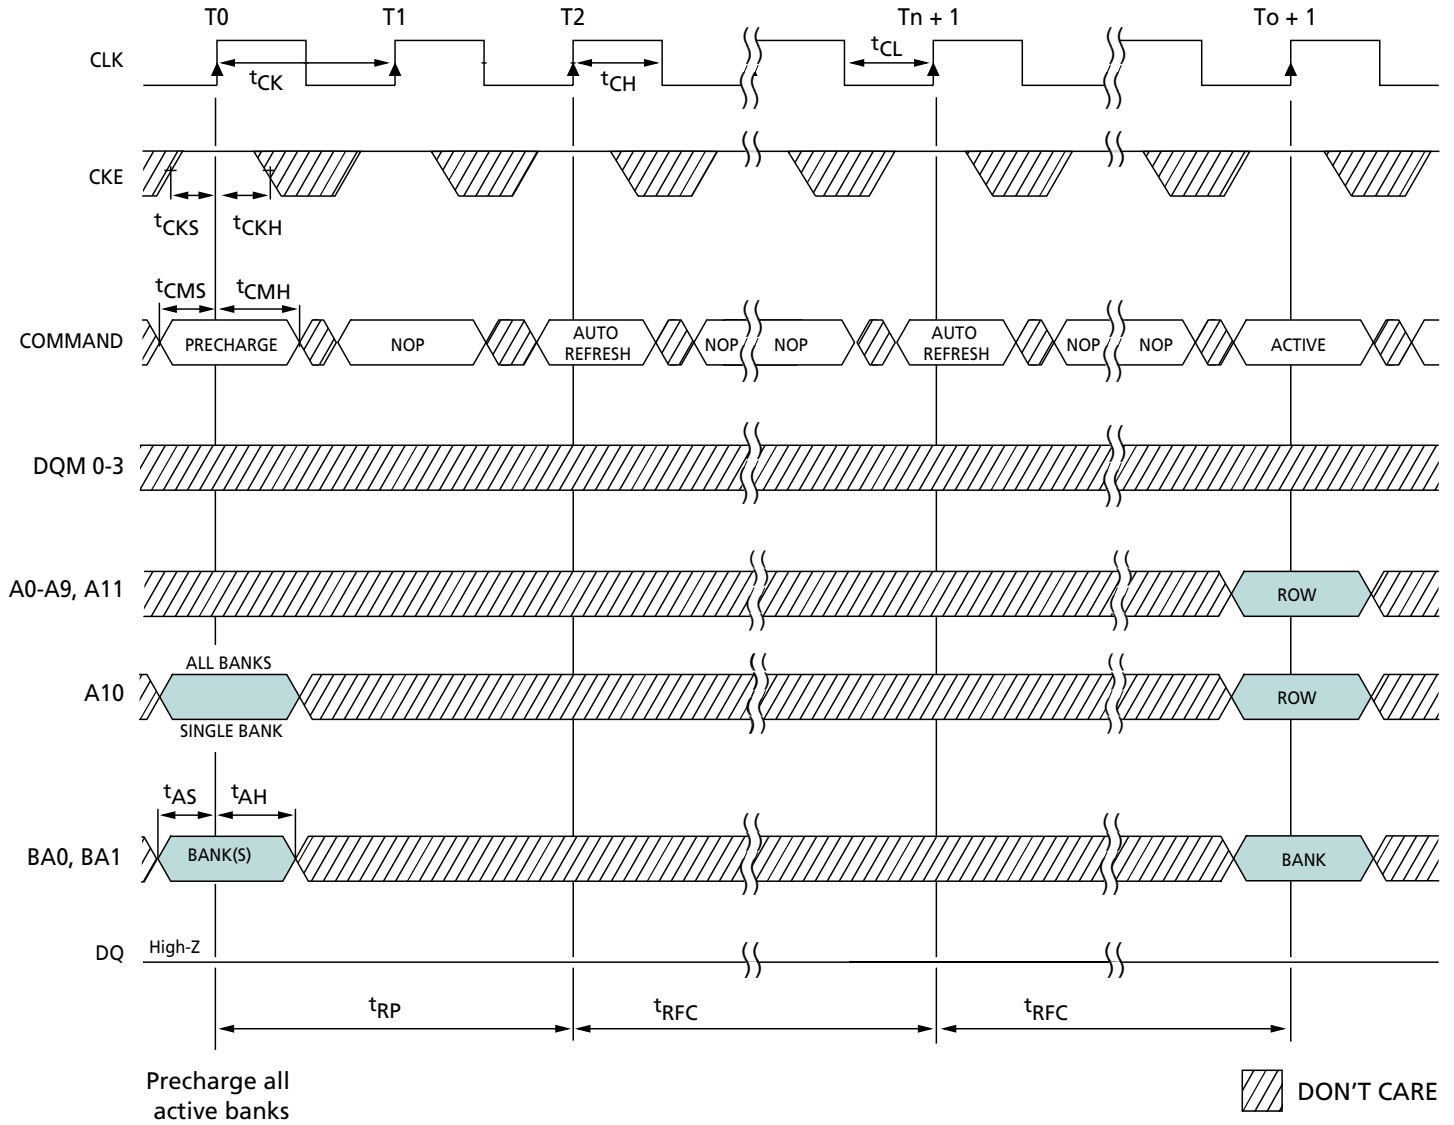 T0 T1 T2 Tn + 1 To + 1
CLK
tCK tCH tCL
CKE
tCKS tCKH
tCMS tCMH
COMMAND PRECHARGE NOP AUTO REFRESH NOP NOP AUTO REFRESH NOP NOP ACTIVE
DQM 0-3
A0-A9, A11 ROW
ALL BANKS
A10 ROW
SINGLE BANK
tAS tAH
BA0, BA1 BANK(S) BANK
DQ High-Z
tRP tRFC tRFC
Precharge all
active banks
DON'T CARE